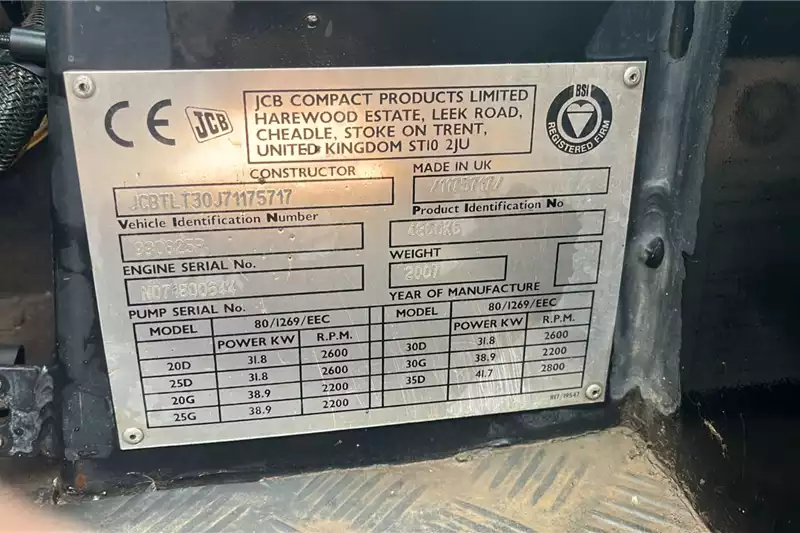 CE
JCB
JCB COMPACT PRODUCTS LIMITED
HAREWOOD ESTATE, LEEK ROAD,
CHEADLE, STOKE ON TRENT,
UNITED KINGDOM ST10 2JU
BSI
REGISTERED FIRM
CONSTRUCTOR
MADE IN UK
JCBTLT30J71175717
/1175717/
Vehicle Identification Number
Product Identification No
ENGINE SERIAL No.
WEIGHT
2007
PUMP SERIAL No.
YEAR OF MANUFACTURE
MODEL 80/1269/EEC MODEL 80/1269/EEC
POWER KW R.P.M. POWER KW R.P.M.
20D 31.8 2600 30D 31.8 2600
25D 31.8 2600 30G 38.9 2200
20G 38.9 2200 35D 41.7 2800
25G 38.9 2200
817/19547